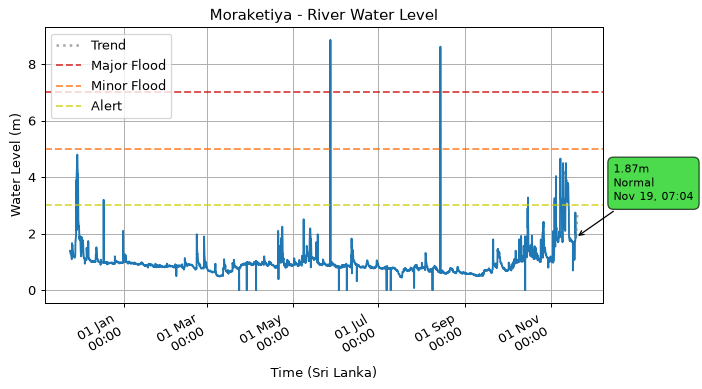 Moraketiya - River Water Level
Trend
Major Flood
Minor Flood
Alert
Water Level (m)
8
6
4
2
0
1.87m
Normal
Nov 19, 07:04
01 Jan
00:00
01 Mar
00:00
01 May
00:00
01 Jul
00:00
01 Sep
00:00
01 Nov
00:00
Time (Sri Lanka)